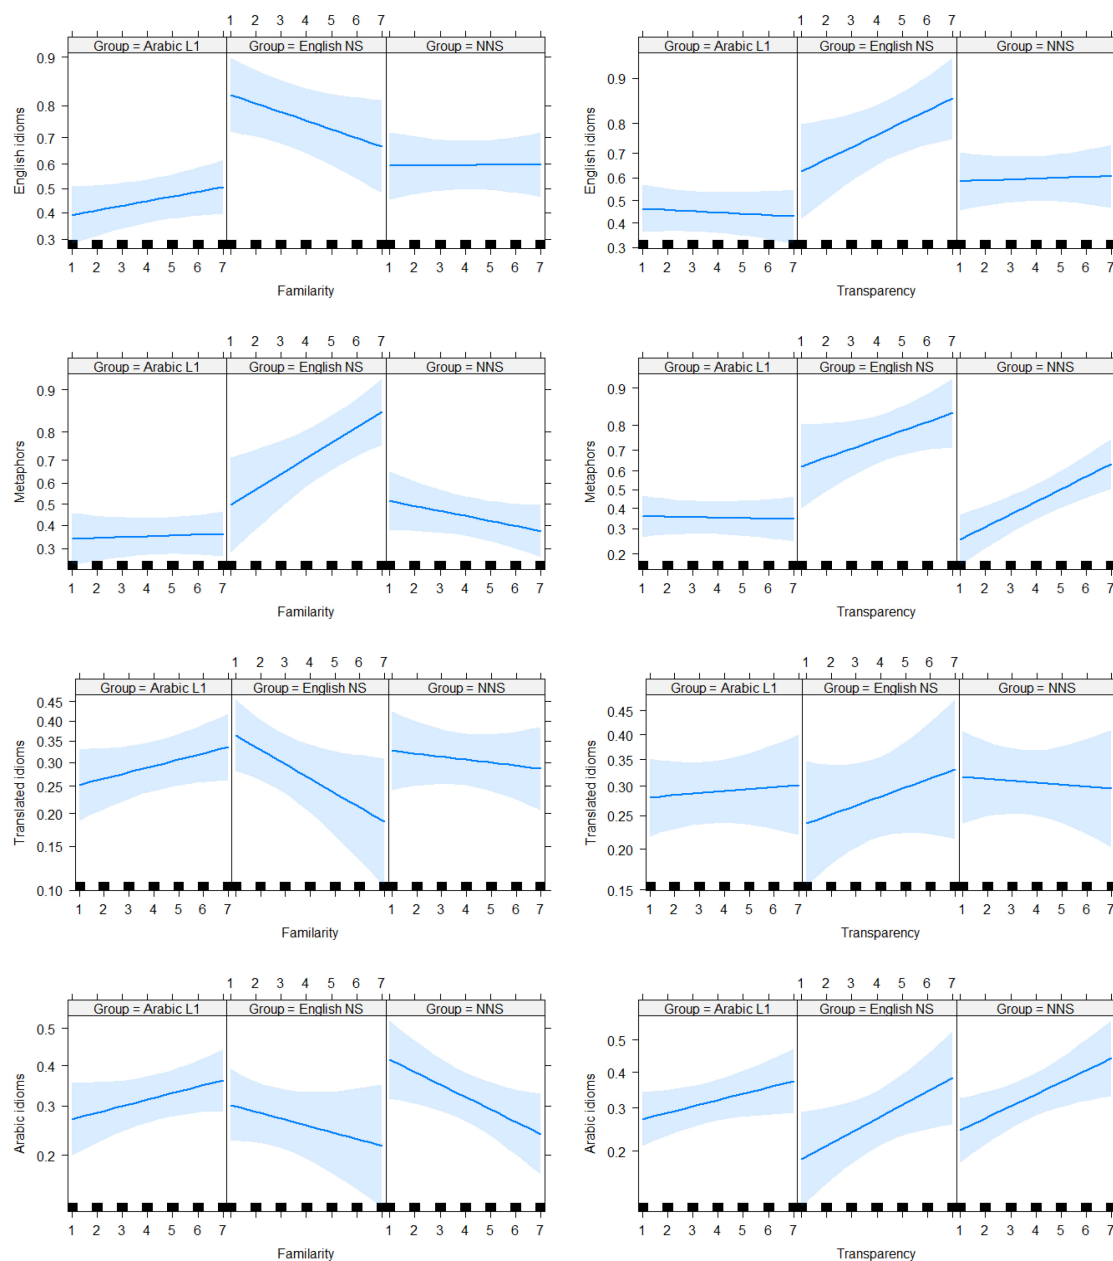 1 2 3 4 5 6 7
Group = Arabic L1 Group = English NS Group = NNS
0.9
0.8
0.7
0.6
0.5
0.4
0.3
English idioms
1 2 3 4 5 6 7 1 2 3 4 5 6 7
Familarity
1 2 3 4 5 6 7
Group = Arabic L1 Group = English NS Group = NNS
0.9
0.8
0.7
0.6
0.5
0.4
0.3
English idioms
1 2 3 4 5 6 7 1 2 3 4 5 6 7
Transparency
1 2 3 4 5 6 7
Group = Arabic L1 Group = English NS Group = NNS
0.9
0.8
0.7
0.6
0.5
0.4
0.3
Metaphors
1 2 3 4 5 6 7 1 2 3 4 5 6 7
Familarity
1 2 3 4 5 6 7
Group = Arabic L1 Group = English NS Group = NNS
0.9
0.8
0.7
0.6
0.5
0.4
0.3
0.2
Metaphors
1 2 3 4 5 6 7 1 2 3 4 5 6 7
Transparency
1 2 3 4 5 6 7
Group = Arabic L1 Group = English NS Group = NNS
0.45
0.40
0.35
0.30
0.25
0.20
0.15
0.10
Translated idioms
1 2 3 4 5 6 7 1 2 3 4 5 6 7
Familarity
1 2 3 4 5 6 7
Group = Arabic L1 Group = English NS Group = NNS
0.45
0.40
0.35
0.30
0.25
0.20
0.15
Translated idioms
1 2 3 4 5 6 7 1 2 3 4 5 6 7
Transparency
1 2 3 4 5 6 7
Group = Arabic L1 Group = English NS Group = NNS
0.5
0.4
0.3
0.2
Arabic idioms
1 2 3 4 5 6 7 1 2 3 4 5 6 7
Familarity
1 2 3 4 5 6 7
Group = Arabic L1 Group = English NS Group = NNS
0.5
0.4
0.3
0.2
Arabic idioms
1 2 3 4 5 6 7 1 2 3 4 5 6 7
Transparency